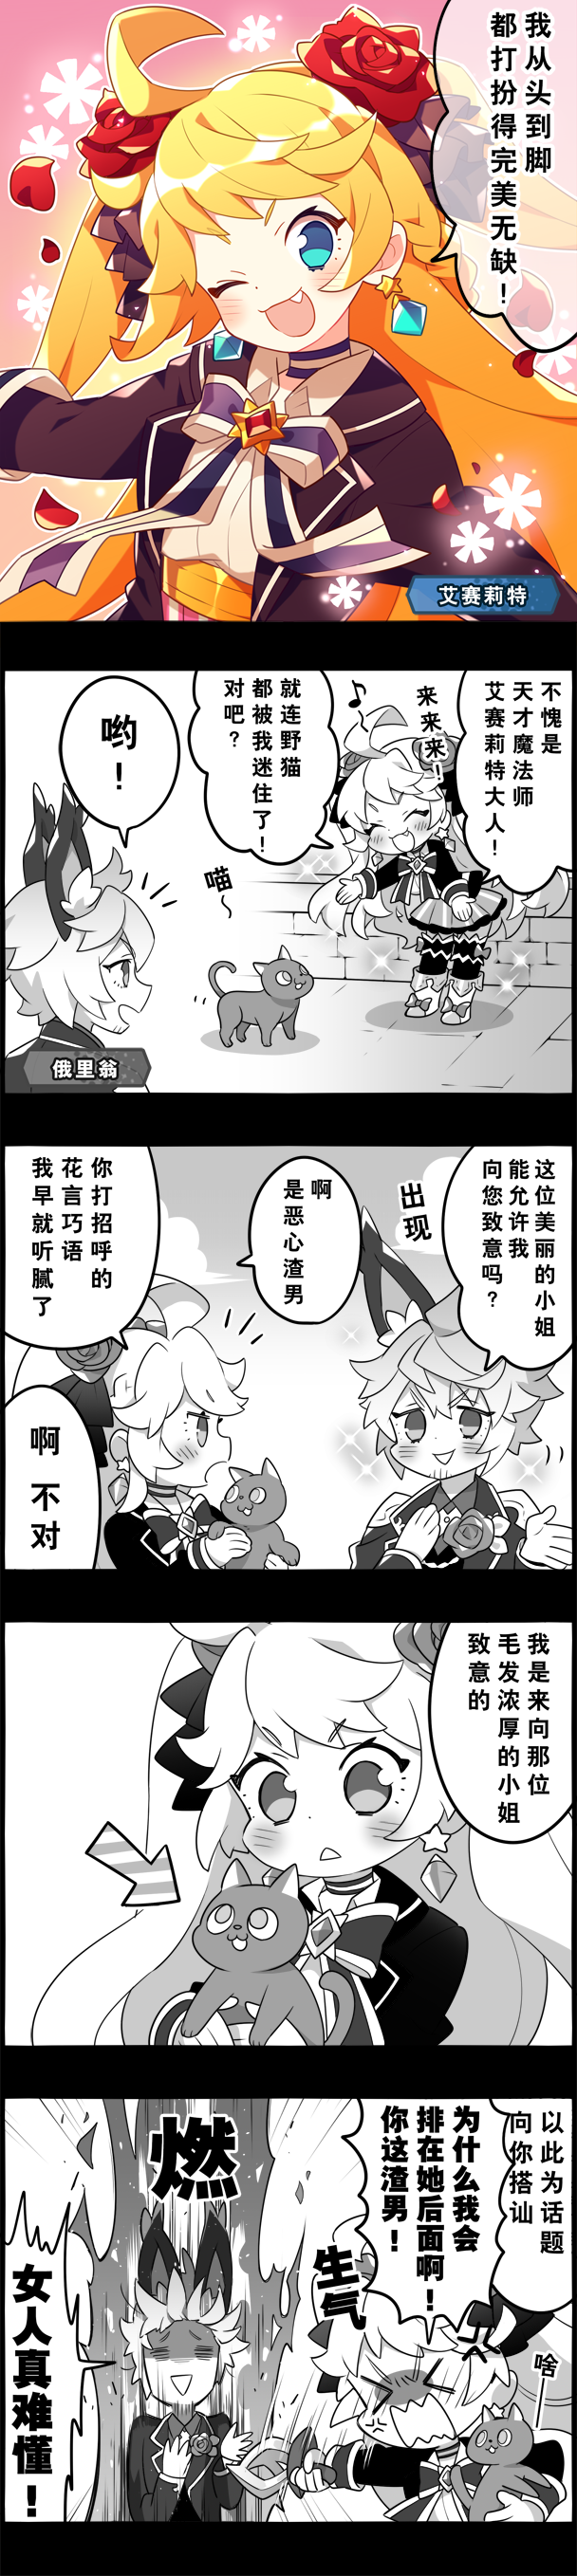 我从头到脚
都打扮得完美无缺！
艾赛莉特
不愧是
天才魔法师
艾赛莉特大人！
来来来！
就连野猫
都被我迷住了！
对吧？
喵～
哟！
俄里翁
这位美丽的小姐
能允许我
向您致意吗？
出现
啊
是恶心渣男
你打招呼的
花言巧语
我早就听腻了
啊 不对
我是来向那位
毛发浓厚的小姐
致意的
以此为话题
向你搭讪
啥
为什么我会
排在她后面啊！
你这渣男！
生气
燃
女人真难懂！